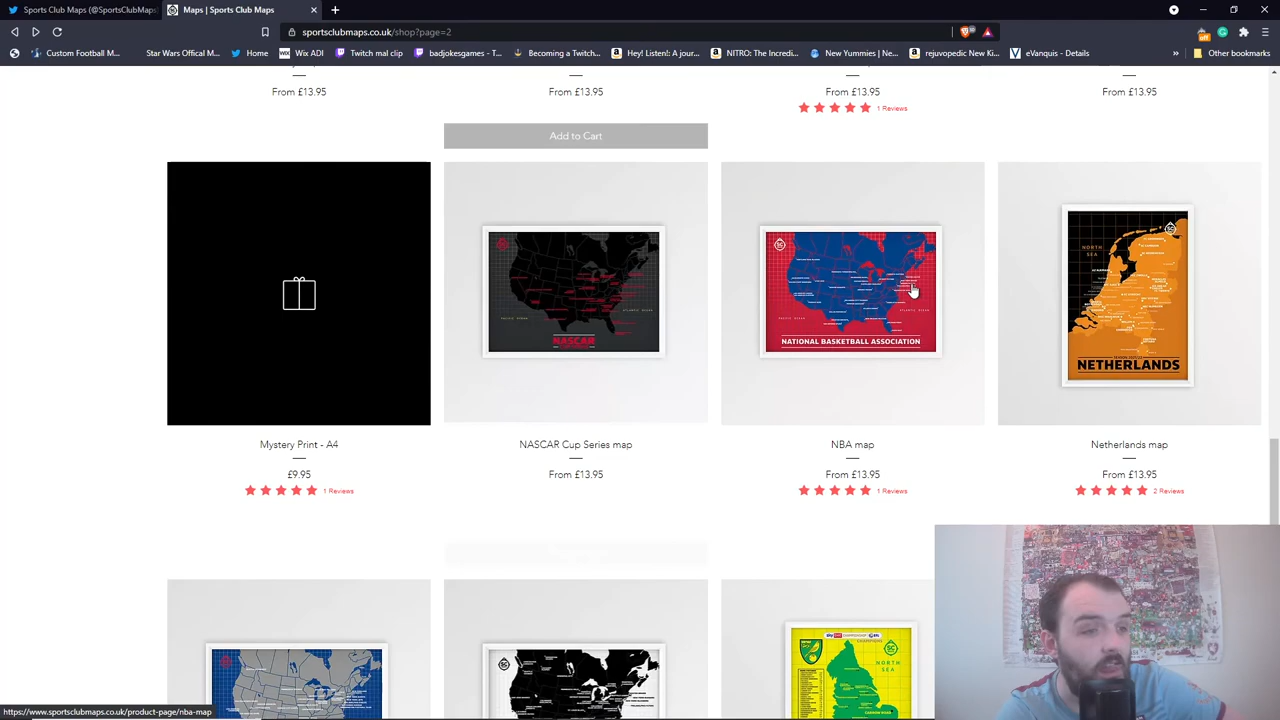 Sports Club Maps (@SportsClubMaps
Maps | Sports Club Maps
sportsclubmaps.co.uk/shop?page=2
Custom Football M...
Star Wars Offical M...
Home
Wix ADI
Twitch mal clip
badjokesgames - T...
Becoming a Twitch...
Hey! Listen!: A jour...
NITRO: The Incredi...
New Yummies | Ne...
rejuvopedic New Ki...
eVanquis - Details
Other bookmarks
From £13.95
From £13.95
From £13.95
From £13.95
1 Reviews
Add to Cart
NASCAR
NATIONAL BASKETBALL ASSOCIATION
NORTH SEA
NETHERLANDS
Mystery Print - A4
NASCAR Cup Series map
NBA map
Netherlands map
£9.95
From £13.95
From £13.95
From £13.95
1 Reviews
1 Reviews
2 Reviews
NORTH SEA
https://www.sportsclubmaps.co.uk/product-page/nba-map